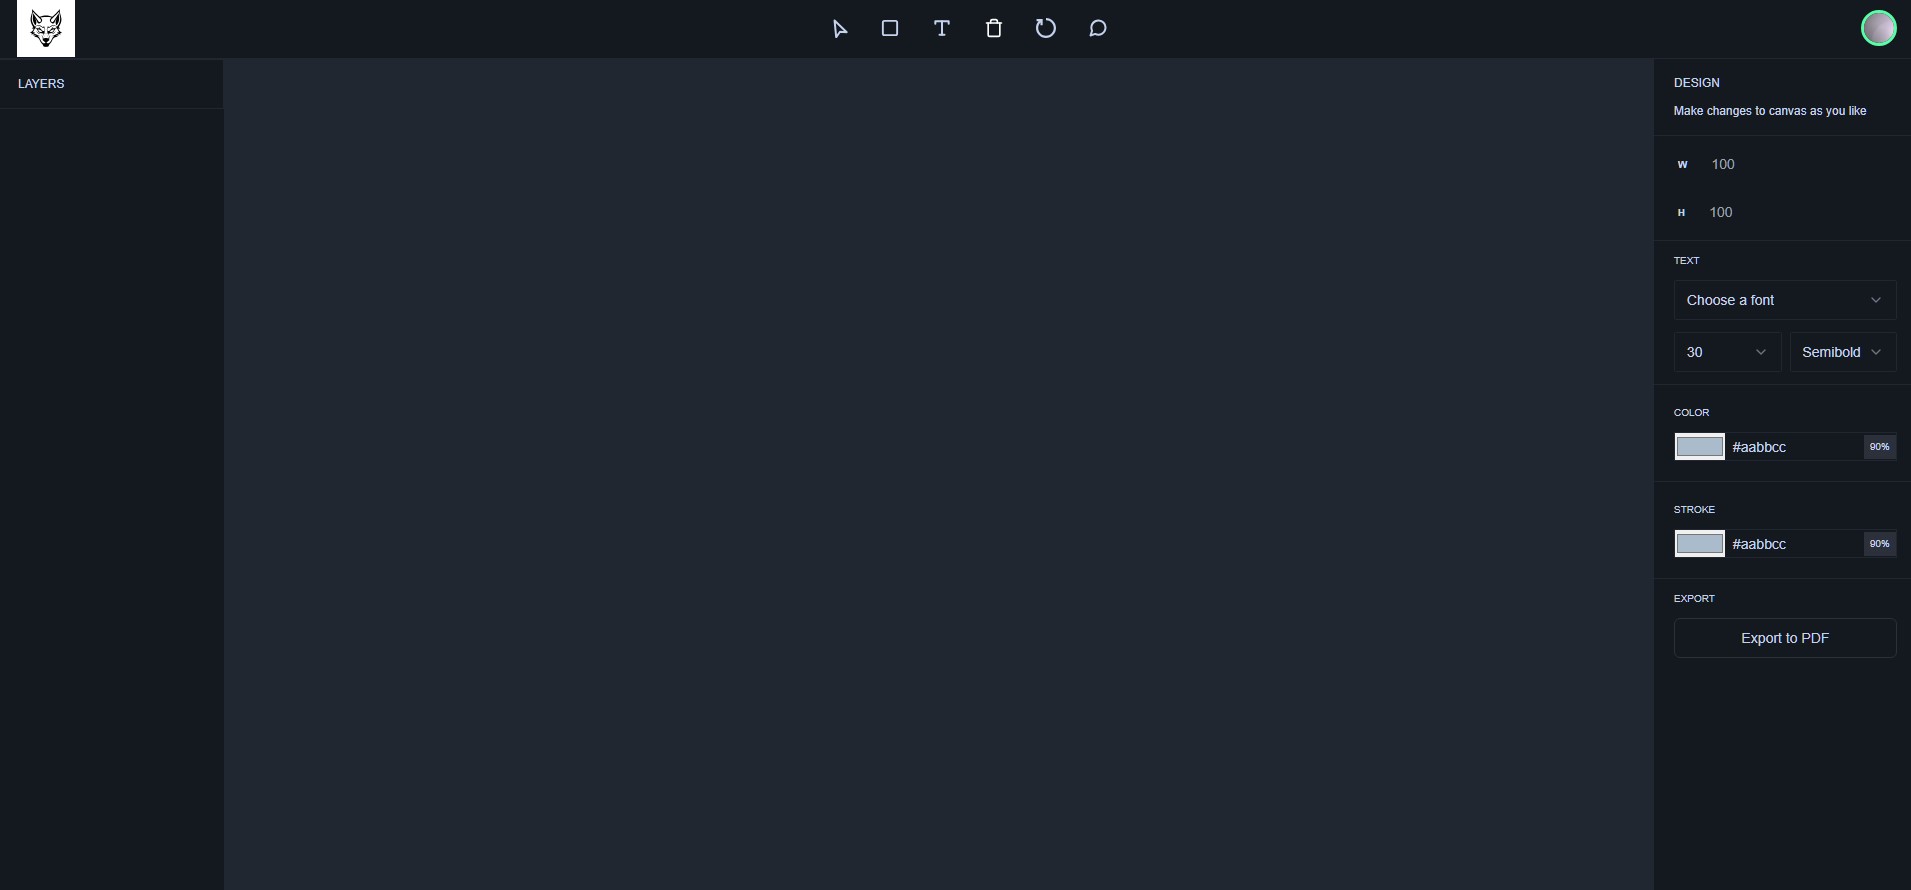 LAYERS
DESIGN
Make changes to canvas as you like
W 100
H 100
TEXT
Choose a font
30 Semibold
COLOR
#aabbcc 90%
STROKE
#aabbcc 90%
EXPORT
Export to PDF